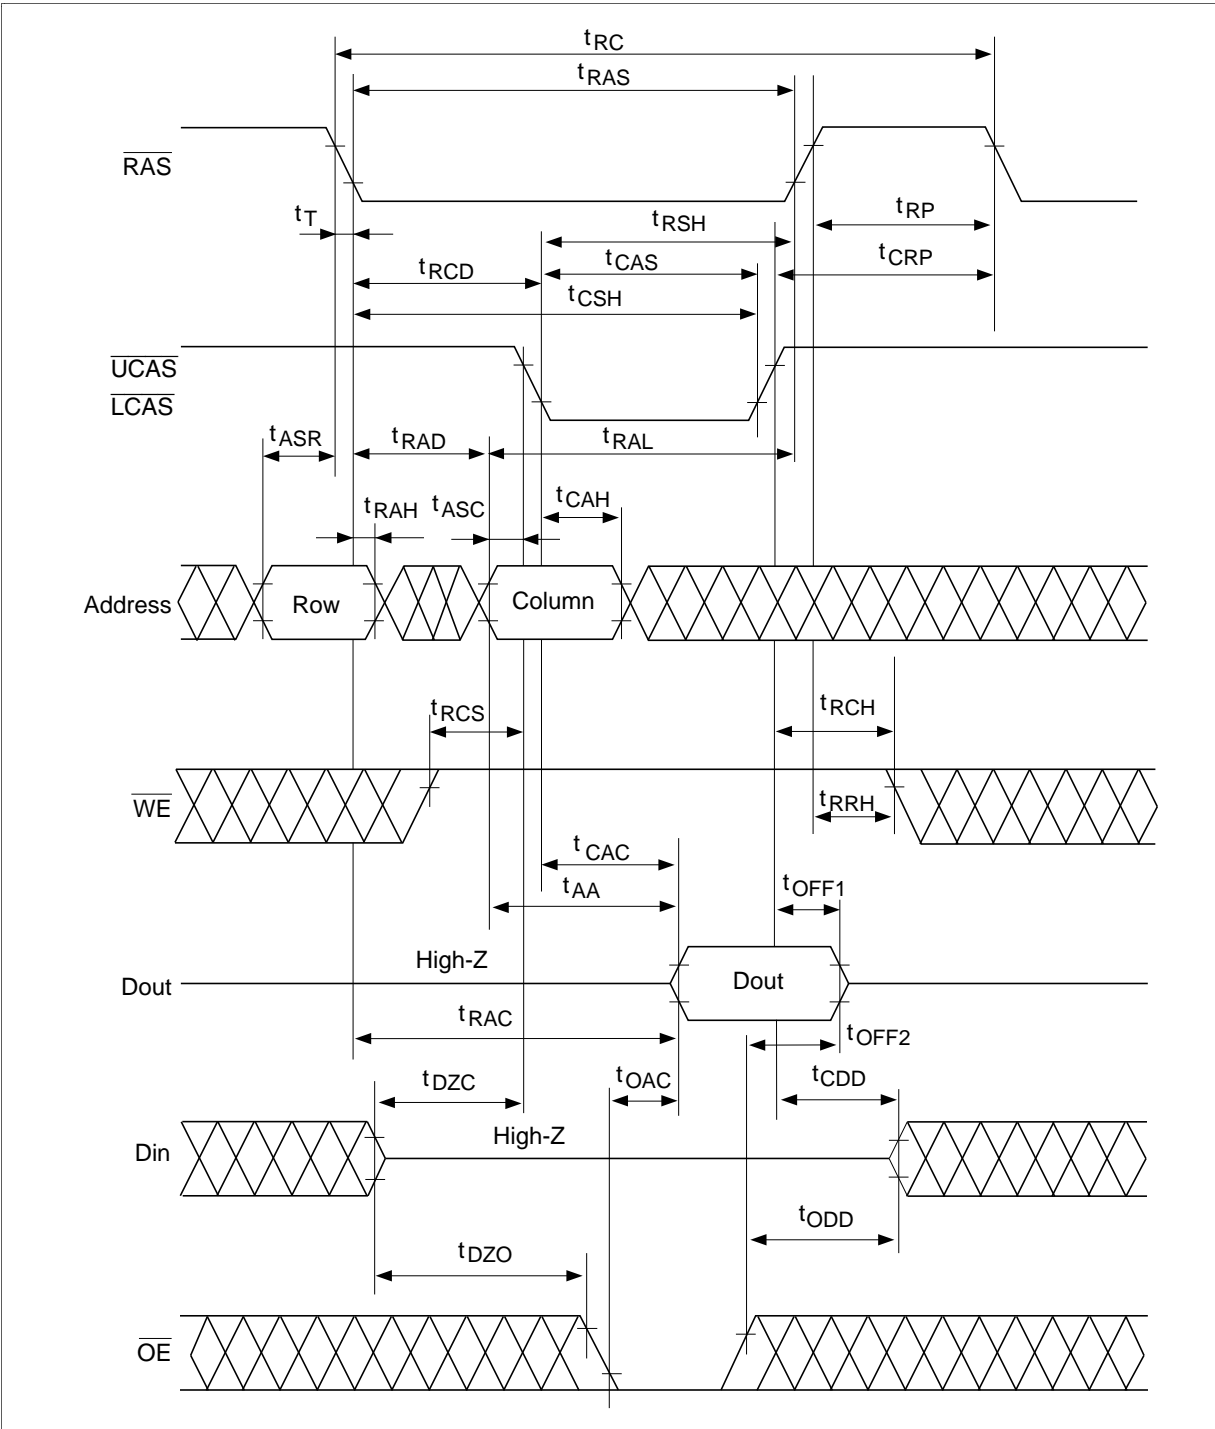 tRC
tRAS
RAS
tT
tRSH
tRP
tRCD
tCAS
tCRP
tCSH
UCAS
LCAS
tASR
tRAD
tRAL
tRAH
tASC
tCAH
Address
Row
Column
tRCS
tRCH
WE
tRRH
tCAC
tAA
tOFF1
High-Z
Dout
Dout
tRAC
tOFF2
tDZC
tOAC
tCDD
High-Z
Din
tODD
tDZO
OE